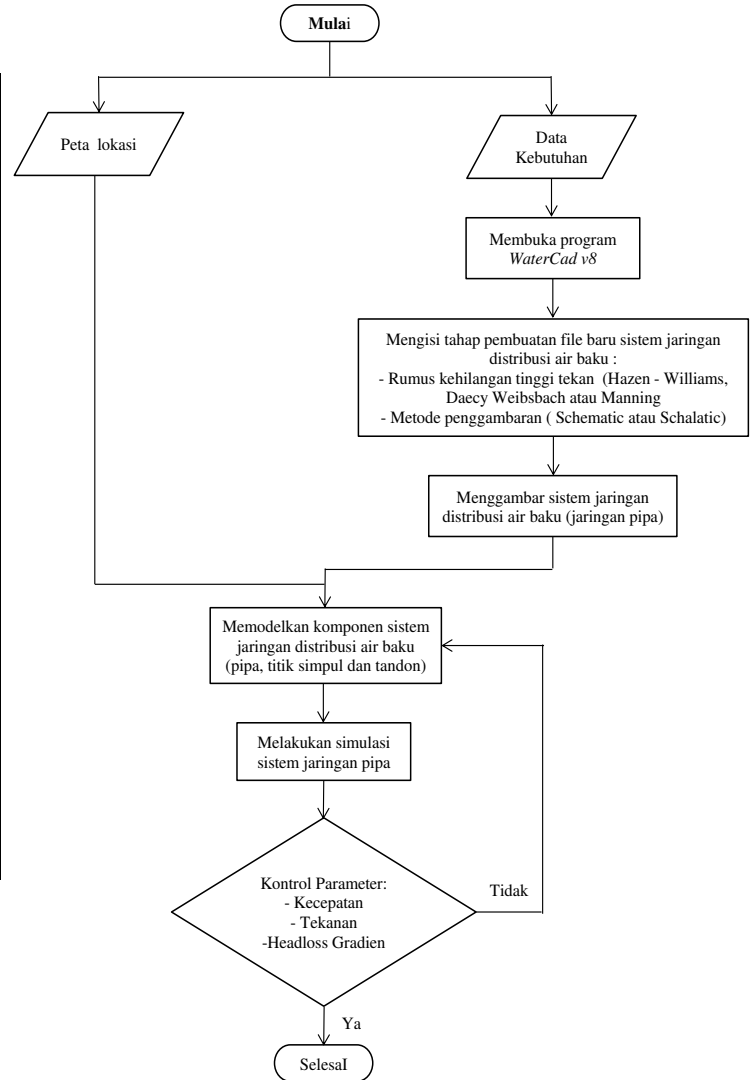 Mulai
Peta lokasi
Data
Kebutuhan
Membuka program
WaterCad v8
Mengisi tahap pembuatan file baru sistem jaringan
distribusi air baku :
- Rumus kehilangan tinggi tekan (Hazen - Williams,
Daecy Weibsbach atau Manning
- Metode penggambaran ( Schematic atau Schalatic)
Menggambar sistem jaringan
distribusi air baku (jaringan pipa)
Memodelkan komponen sistem
jaringan distribusi air baku
(pipa, titik simpul dan tandon)
Melakukan simulasi
sistem jaringan pipa
Kontrol Parameter:
- Kecepatan
- Tekanan
-Headloss Gradien
Tidak
Ya
SelesaI